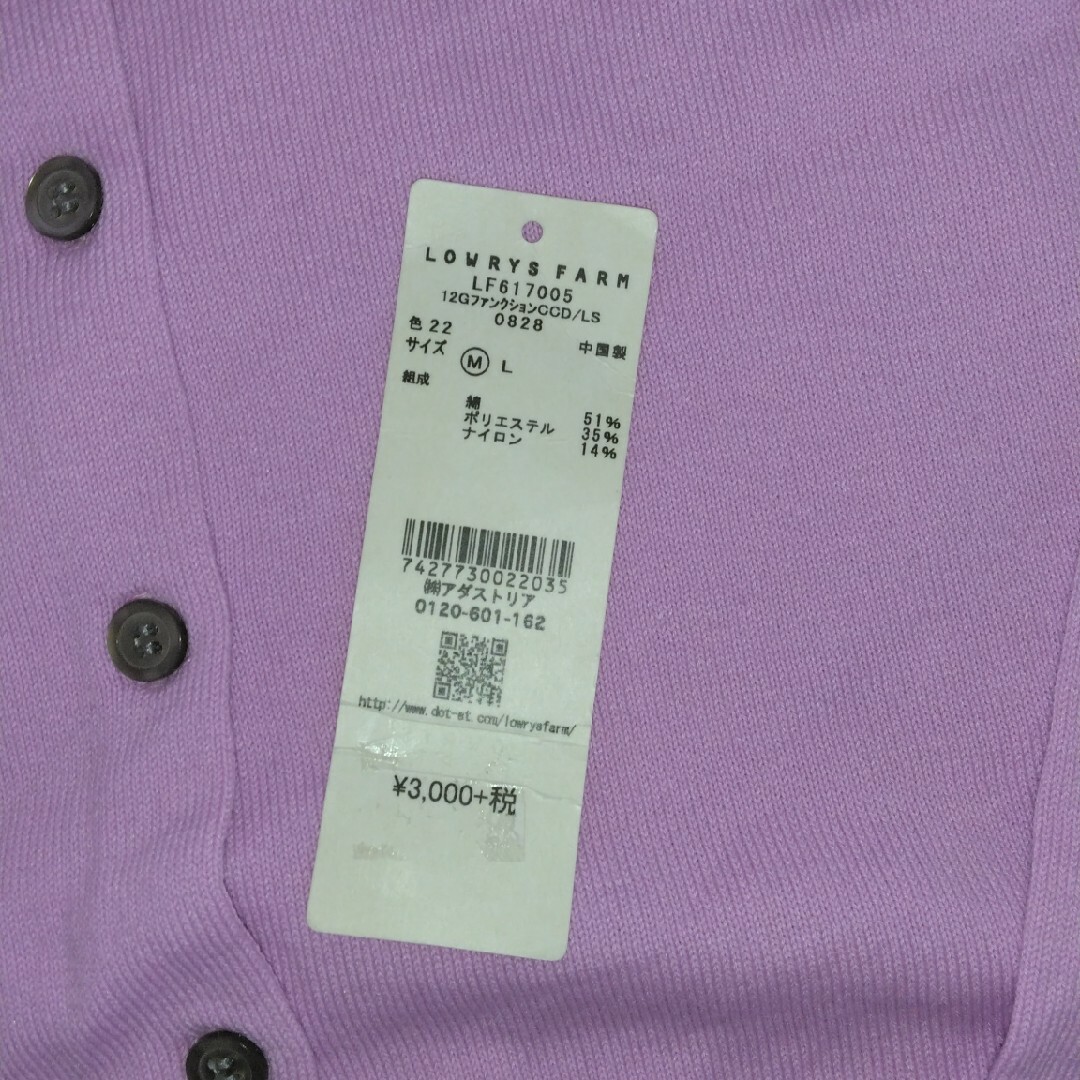 LOWRYS FARM
LF617005
12GファンクションCCD/LS
0828
色22
中国製
サイズ Ⓜ L
組成
綿 51%
ポリエステル 35%
ナイロン 14%
7427730022035
㈱アダストリア
0120-601-162
http://www.dot-st.com/lowrysfarm/
¥3,000+税